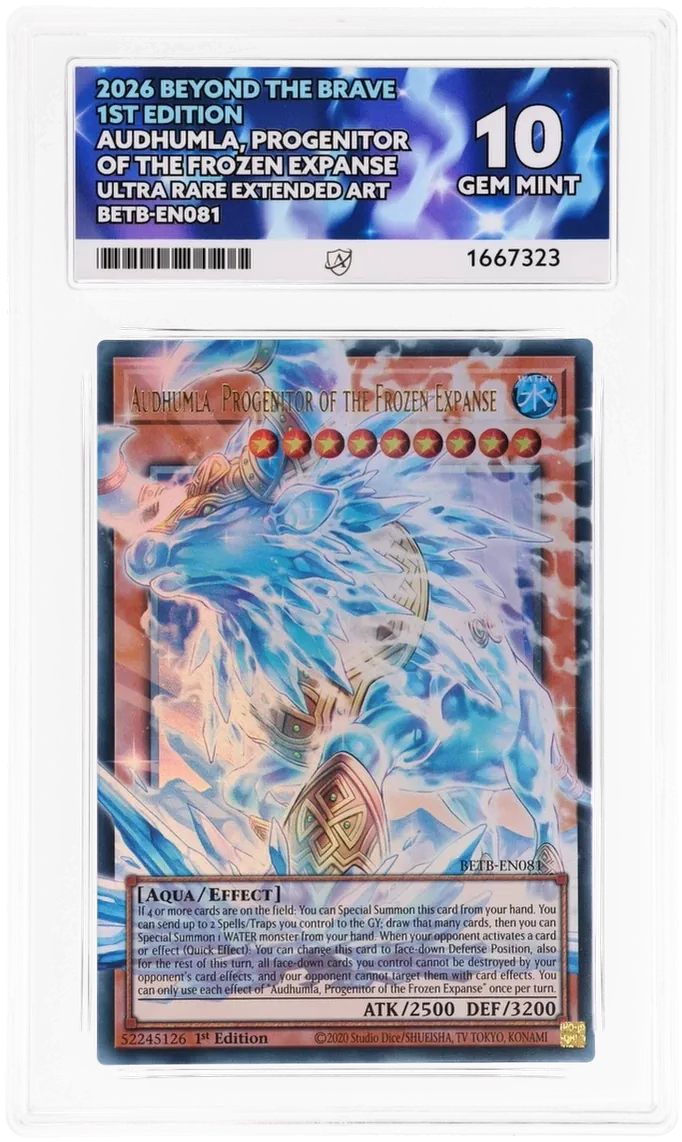 2026 BEYOND THE BRAVE
1ST EDITION
AUDHUMLA, PROGENITOR
OF THE FROZEN EXPANSE
ULTRA RARE EXTENDED ART
BETB-EN081
10
GEM MINT
1667323
AUDHUMLA, PROGENITOR OF THE FROZEN EXPANSE
WATER
水
BETB-EN081
[AQUA/EFFECT]
If 4 or more cards are on the field: You can Special Summon this card from your hand. You
can send up to 2 Spells/Traps you control to the GY; draw that many cards, then you can
Special Summon 1 WATER monster from your hand. When your opponent activates a card
or effect (Quick Effect): You can change this card to face-down Defense Position, also
for the rest of this turn, all face-down cards you control cannot be destroyed by your
opponent's card effects, and your opponent cannot target them with card effects. You
can only use each effect of "Audhumla, Progenitor of the Frozen Expanse" once per turn.
ATK/2500 DEF/3200
52245126 1st Edition
©2020 Studio Dice/SHUEISHA, TV TOKYO, KONAMI